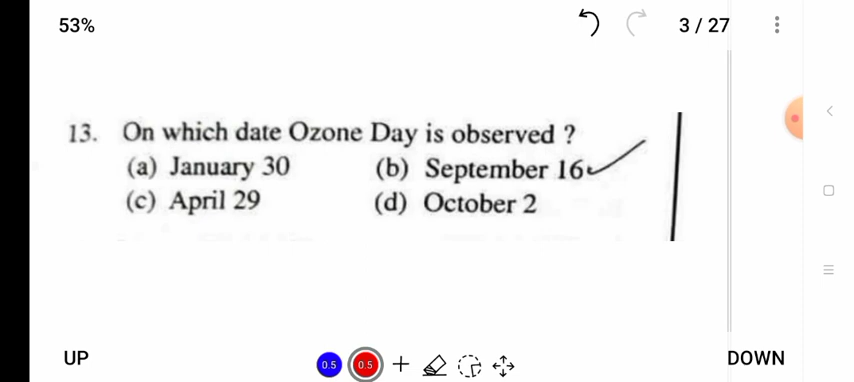 53%
3 / 27
13. On which date Ozone Day is observed ?
(a) January 30 (b) September 16
(c) April 29 (d) October 2
UP
0.5 0.5
DOWN